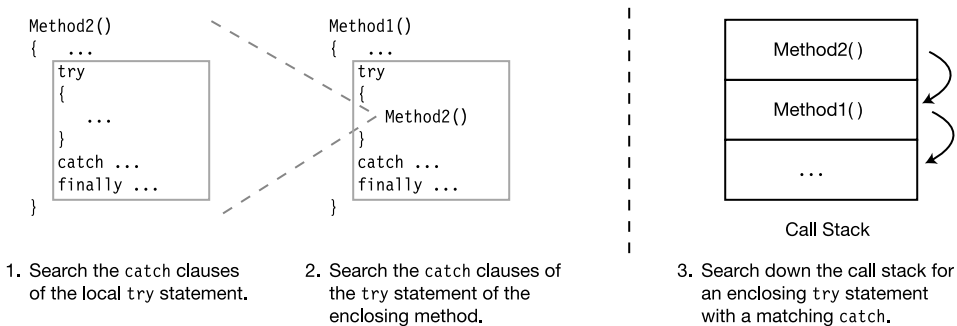 Method2()
{ ...
try
{
...
}
catch ...
finally ...
}
Method1()
{ ...
try
{
Method2()
}
catch ...
finally ...
}
Method2()
Method1()
...
Call Stack
1. Search the catch clauses
of the local try statement.
2. Search the catch clauses of
the try statement of the
enclosing method.
3. Search down the call stack for
an enclosing try statement
with a matching catch.